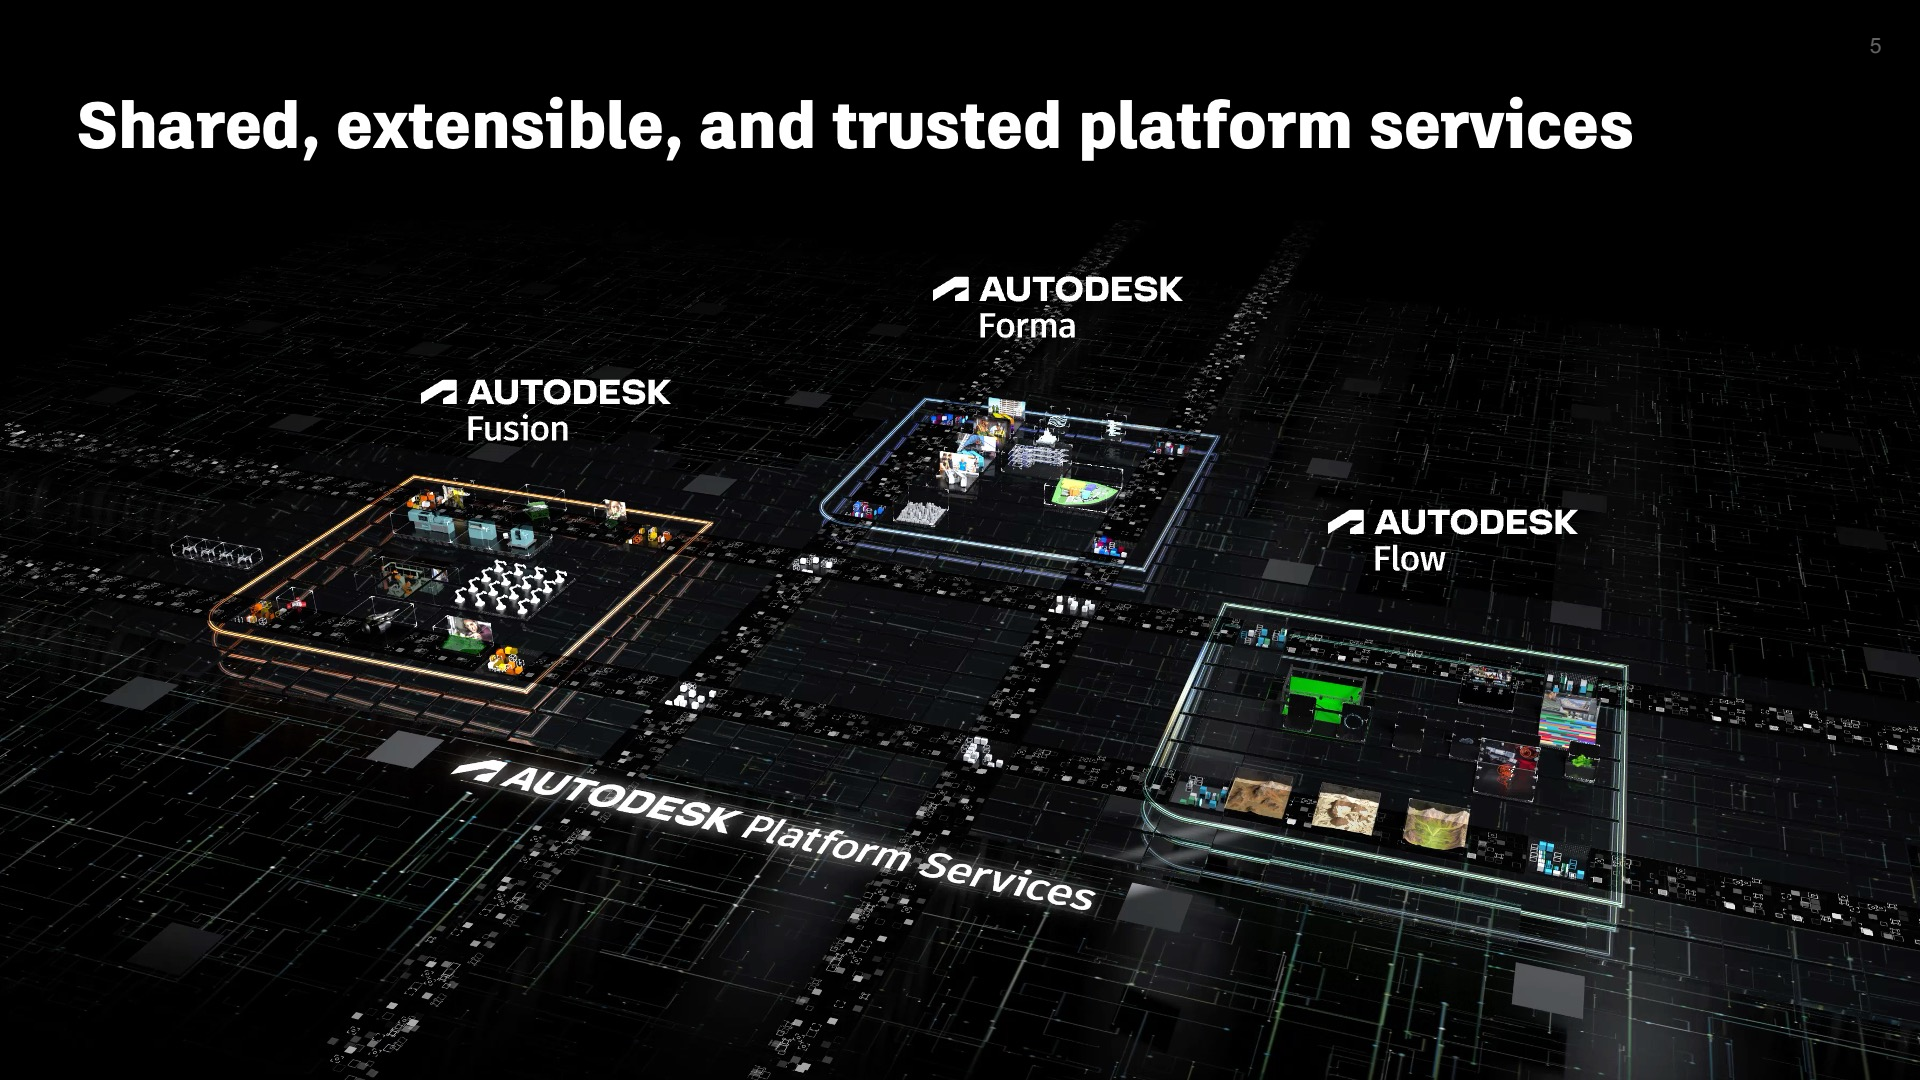 5
Shared, extensible, and trusted platform services
AUTODESK
Forma
AUTODESK
Fusion
AUTODESK
Flow
AUTODESK Platform Services